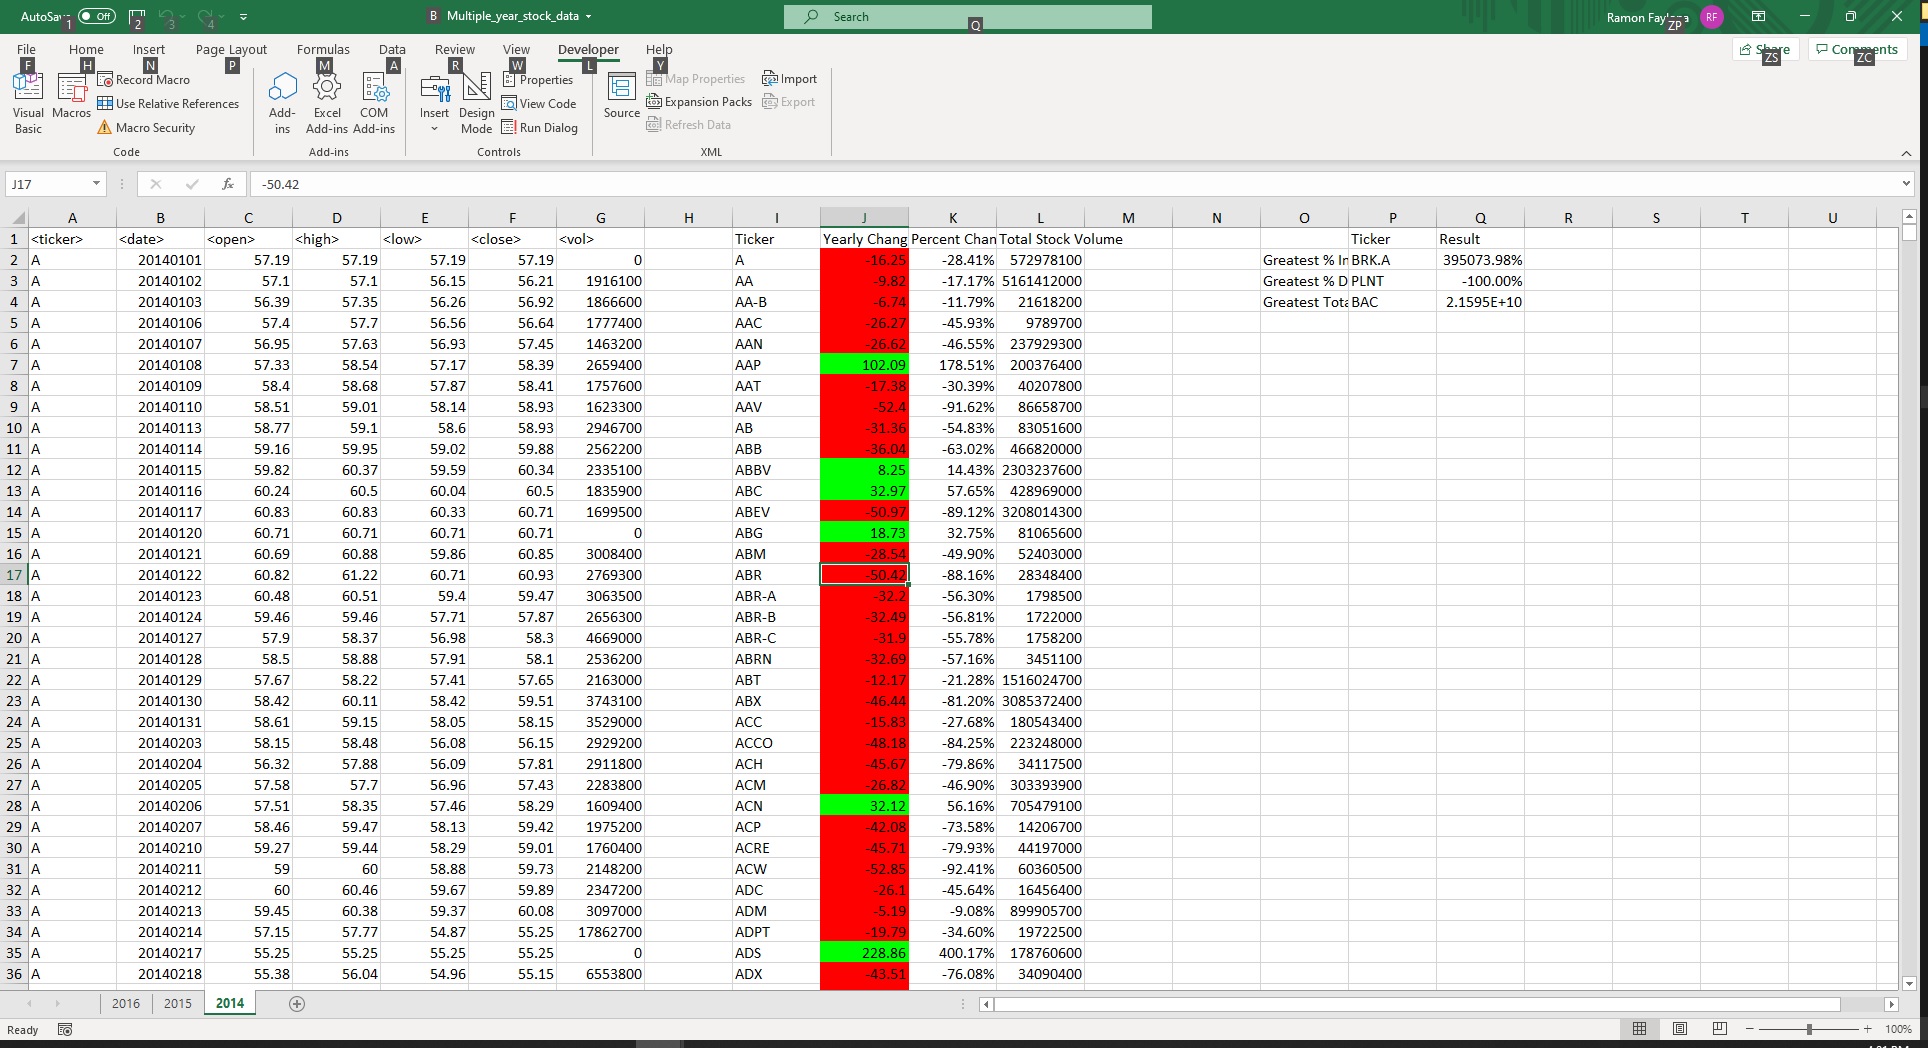 AutoSave Off 1 2 3 4 B Multiple_year_stock_data Search Q Ramon Faylona ZP RF
File Home Insert Page Layout Formulas Data Review View Developer Help Share Comments
F H N P M A R W L Y ZS ZC
Visual Basic
Macros
Record Macro
Use Relative References
Macro Security
Code
Add-ins
Excel Add-ins
COM Add-ins
Add-ins
Insert
Design Mode
Properties
View Code
Run Dialog
Controls
Source
Map Properties
Expansion Packs
Refresh Data
Import
Export
XML
J17 fx -50.42
A B C D E F G H I J K L M N O P Q R S T U
1 <ticker> <date> <open> <high> <low> <close> <vol> Ticker Yearly Chang Percent Chan Total Stock Volume Ticker Result
2 A 20140101 57.19 57.19 57.19 57.19 0 A -16.25 -28.41% 572978100 Greatest % In BRK.A 395073.98%
3 A 20140102 57.1 57.1 56.15 56.21 1916100 AA -9.82 -17.17% 5161412000 Greatest % D PLNT -100.00%
4 A 20140103 56.39 57.35 56.26 56.92 1866600 AA-B -6.74 -11.79% 21618200 Greatest Tota BAC 2.1595E+10
5 A 20140106 57.4 57.7 56.56 56.64 1777400 AAC -26.27 -45.93% 9789700
6 A 20140107 56.95 57.63 56.93 57.45 1463200 AAN -26.62 -46.55% 237929300
7 A 20140108 57.33 58.54 57.17 58.39 2659400 AAP 102.09 178.51% 200376400
8 A 20140109 58.4 58.68 57.87 58.41 1757600 AAT -17.38 -30.39% 40207800
9 A 20140110 58.51 59.01 58.14 58.93 1623300 AAV -52.4 -91.62% 86658700
10 A 20140113 58.77 59.1 58.6 58.93 2946700 AB -31.36 -54.83% 83051600
11 A 20140114 59.16 59.95 59.02 59.88 2562200 ABB -36.04 -63.02% 466820000
12 A 20140115 59.82 60.37 59.59 60.34 2335100 ABBV 8.25 14.43% 2303237600
13 A 20140116 60.24 60.5 60.04 60.5 1835900 ABC 32.97 57.65% 428969000
14 A 20140117 60.83 60.83 60.33 60.71 1699500 ABEV -50.97 -89.12% 3208014300
15 A 20140120 60.71 60.71 60.71 60.71 0 ABG 18.73 32.75% 81065600
16 A 20140121 60.69 60.88 59.86 60.85 3008400 ABM -28.54 -49.90% 52403000
17 A 20140122 60.82 61.22 60.71 60.93 2769300 ABR -50.42 -88.16% 28348400
18 A 20140123 60.48 60.51 59.4 59.47 3063500 ABR-A -32.2 -56.30% 1798500
19 A 20140124 59.46 59.46 57.71 57.87 2656300 ABR-B -32.49 -56.81% 1722000
20 A 20140127 57.9 58.37 56.98 58.3 4669000 ABR-C -31.9 -55.78% 1758200
21 A 20140128 58.5 58.88 57.91 58.1 2536200 ABRN -32.69 -57.16% 3451100
22 A 20140129 57.67 58.22 57.41 57.65 2163000 ABT -12.17 -21.28% 1516024700
23 A 20140130 58.42 60.11 58.42 59.51 3743100 ABX -46.44 -81.20% 3085372400
24 A 20140131 58.61 59.15 58.05 58.15 3529000 ACC -15.83 -27.68% 180543400
25 A 20140203 58.15 58.48 56.08 56.15 2929200 ACCO -48.18 -84.25% 223248000
26 A 20140204 56.32 57.88 56.09 57.81 2911800 ACH -45.67 -79.86% 34117500
27 A 20140205 57.58 57.7 56.96 57.43 2283800 ACM -26.82 -46.90% 303393900
28 A 20140206 57.51 58.35 57.46 58.29 1609400 ACN 32.12 56.16% 705479100
29 A 20140207 58.46 59.47 58.13 59.42 1975200 ACP -42.08 -73.58% 14206700
30 A 20140210 59.27 59.44 58.29 59.01 1760400 ACRE -45.71 -79.93% 44197000
31 A 20140211 59 60 58.88 59.73 2148200 ACW -52.85 -92.41% 60360500
32 A 20140212 60 60.46 59.67 59.89 2347200 ADC -26.1 -45.64% 16456400
33 A 20140213 59.45 60.38 59.37 60.08 3097000 ADM -5.19 -9.08% 899905700
34 A 20140214 57.15 57.77 54.87 55.25 17862700 ADPT -19.79 -34.60% 19722500
35 A 20140217 55.25 55.25 55.25 55.25 0 ADS 228.86 400.17% 178760600
36 A 20140218 55.38 56.04 54.96 55.15 6553800 ADX -43.51 -76.08% 34090400
2016 2015 2014
Ready 100%